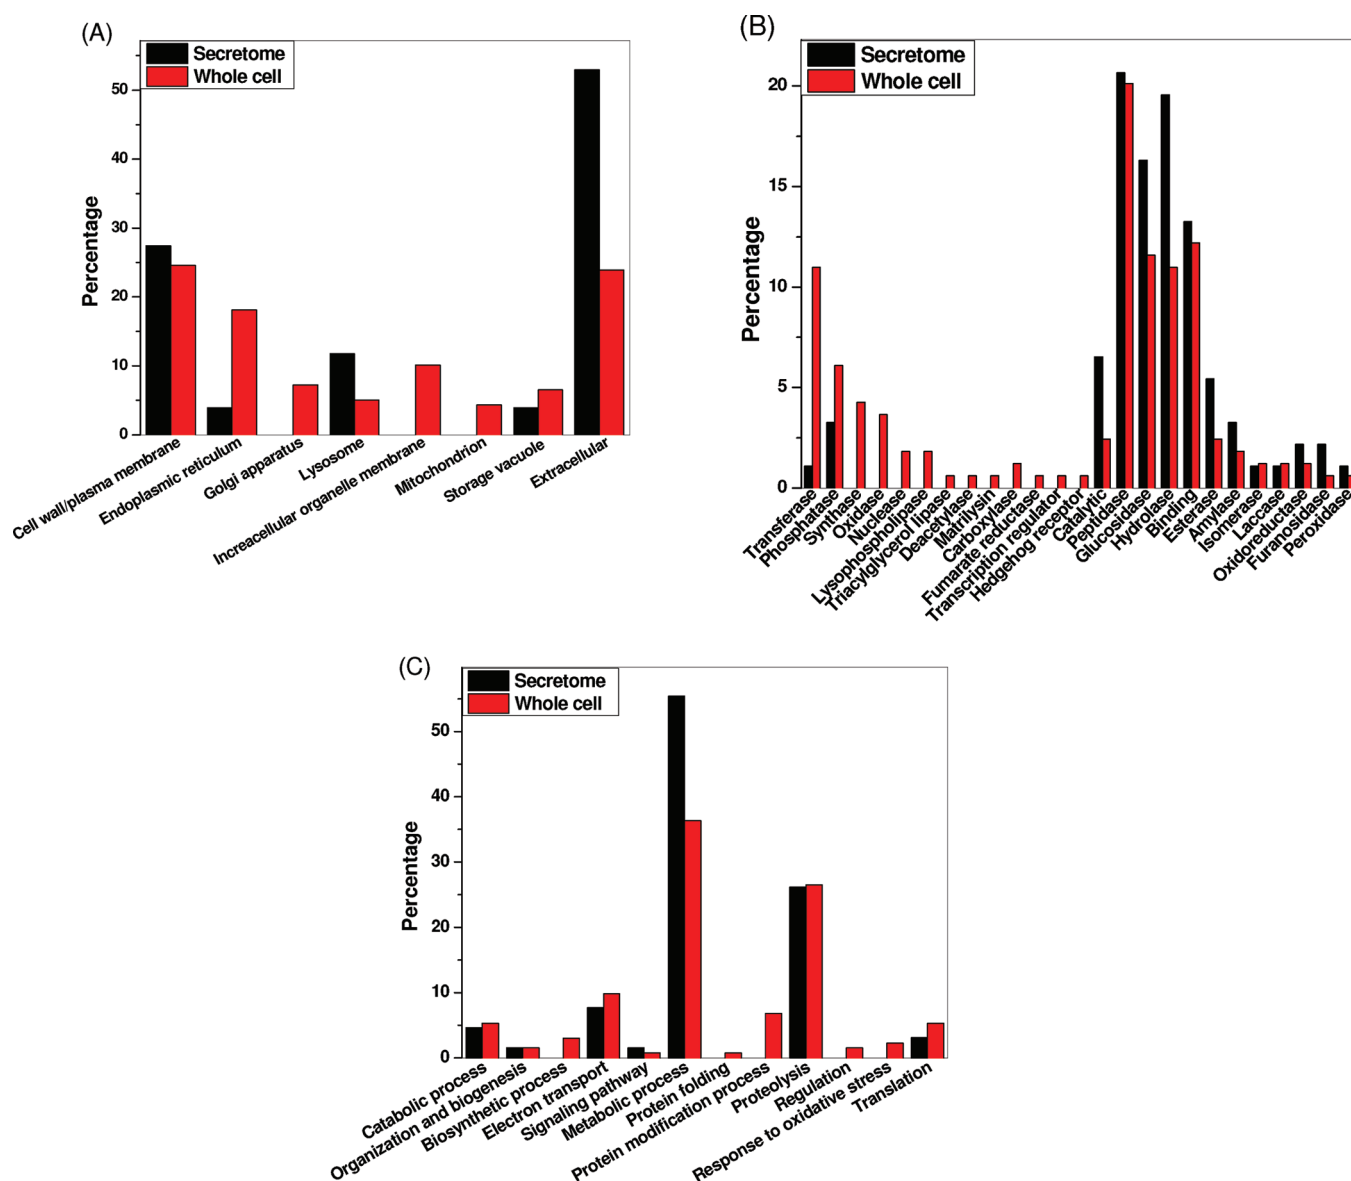 (A)
Secretome
Whole cell
Percentage
50
40
30
20
10
0
Cell wall/plasma membrane
Endoplasmic reticulum
Golgi apparatus
Lysosome
Increacellular organelle membrane
Mitochondrion
Storage vacuole
Extracellular
(B)
Secretome
Whole cell
Percentage
20
15
10
5
0
Transferase
Phosphatase
Synthase
Oxidase
Nuclease
Lysophospholipase
Triacylglycerol lipase
Deacetylase
Matrilysin
Carboxylase
Fumarate reductase
Transcription regulator
Hedgehog receptor
Catalytic
Peptidase
Glucosidase
Hydrolase
Binding
Esterase
Amylase
Isomerase
Laccase
Oxidoreductase
Furanosidase
Peroxidase
(C)
Secretome
Whole cell
Percentage
50
40
30
20
10
0
Catabolic process
Organization and biogenesis
Biosynthetic process
Electron transport
Signaling pathway
Metabolic process
Protein folding
Protein modification process
Proteolysis
Regulation
Response to oxidative stress
Translation